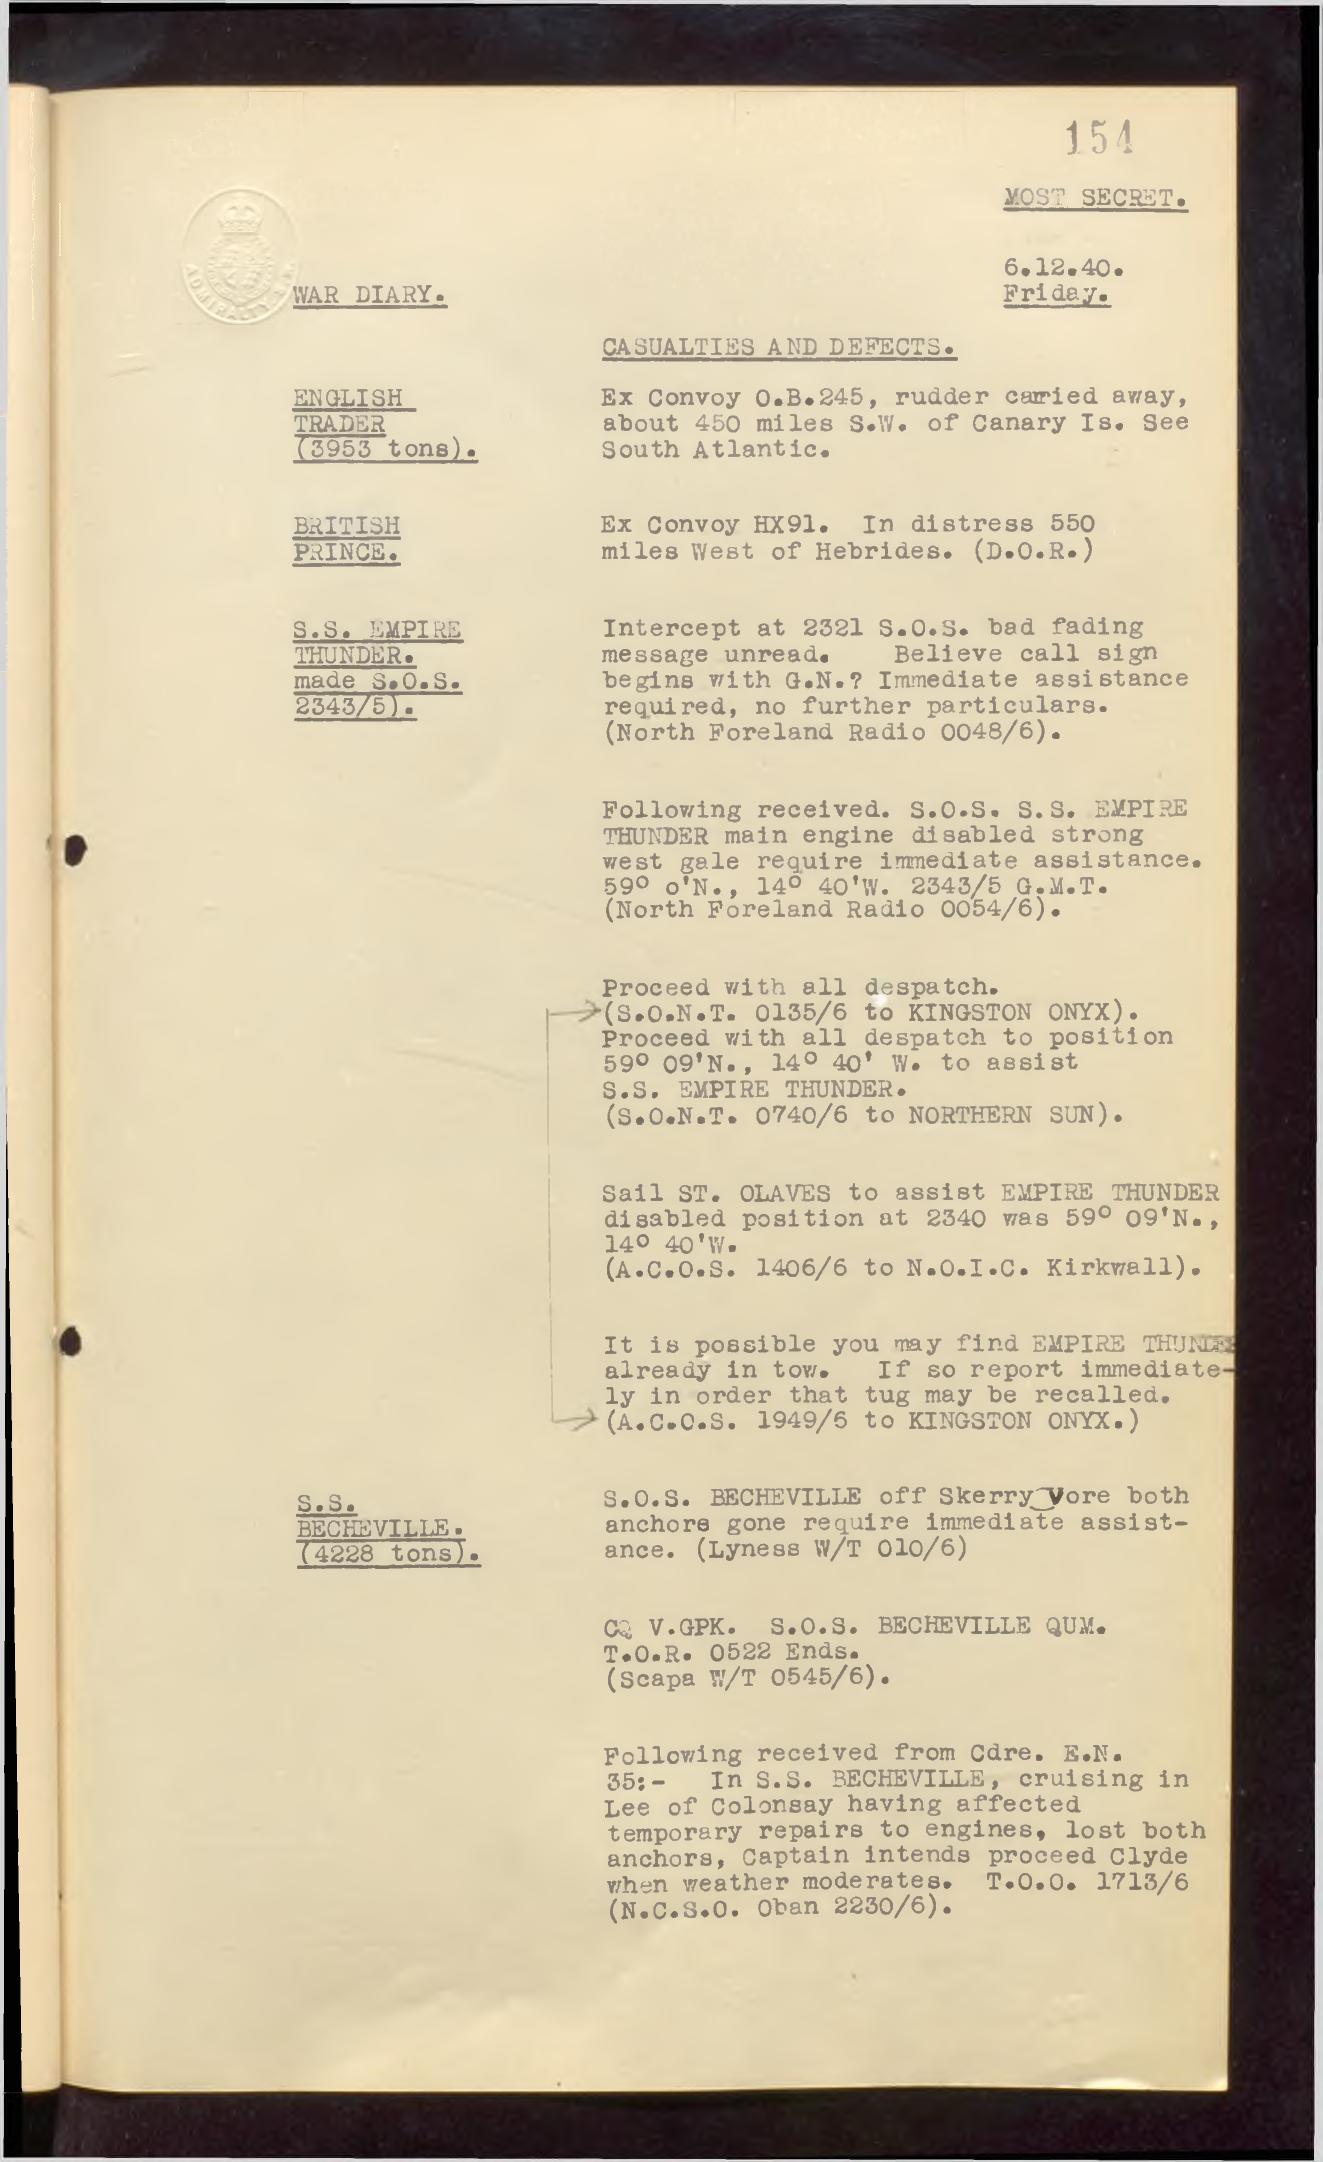 154
MOST SECRET.
6.12.40.
Friday.
ADMIRALTY
WAR DIARY.
CASUALTIES AND DEFECTS.
ENGLISH
TRADER
(3953 tons).
Ex Convoy O.B.245, rudder carried away,
about 450 miles S.W. of Canary Is. See
South Atlantic.
BRITISH
PRINCE.
Ex Convoy HX91. In distress 550
miles West of Hebrides. (D.O.R.)
S.S. EMPIRE
THUNDER.
made S.O.S.
2343/5).
Intercept at 2321 S.O.S. bad fading
message unread. Believe call sign
begins with G.N.? Immediate assistance
required, no further particulars.
(North Foreland Radio 0048/6).
Following received. S.O.S. S.S. EMPIRE
THUNDER main engine disabled strong
west gale require immediate assistance.
59° o'N., 14° 40'W. 2343/5 G.M.T.
(North Foreland Radio 0054/6).
Proceed with all despatch.
(S.O.N.T. 0135/6 to KINGSTON ONYX).
Proceed with all despatch to position
59° 09'N., 14° 40' W. to assist
S.S. EMPIRE THUNDER.
(S.O.N.T. 0740/6 to NORTHERN SUN).
Sail ST. OLAVES to assist EMPIRE THUNDER
disabled position at 2340 was 59° 09'N.,
14° 40'W.
(A.C.O.S. 1406/6 to N.O.I.C. Kirkwall).
It is possible you may find EMPIRE THUNDE
already in tow. If so report immediate-
ly in order that tug may be recalled.
(A.C.O.S. 1949/6 to KINGSTON ONYX.)
S.S.
BECHEVILLE.
(4228 tons).
S.O.S. BECHEVILLE off Skerry Vore both
anchors gone require immediate assist-
ance. (Lyness W/T 010/6)
CQ V.GPK. S.O.S. BECHEVILLE QUM.
T.O.R. 0522 Ends.
(Scapa W/T 0545/6).
Following received from Cdre. E.N.
35:- In S.S. BECHEVILLE, cruising in
Lee of Colonsay having affected
temporary repairs to engines, lost both
anchors, Captain intends proceed Clyde
when weather moderates. T.O.O. 1713/6
(N.C.S.O. Oban 2230/6).